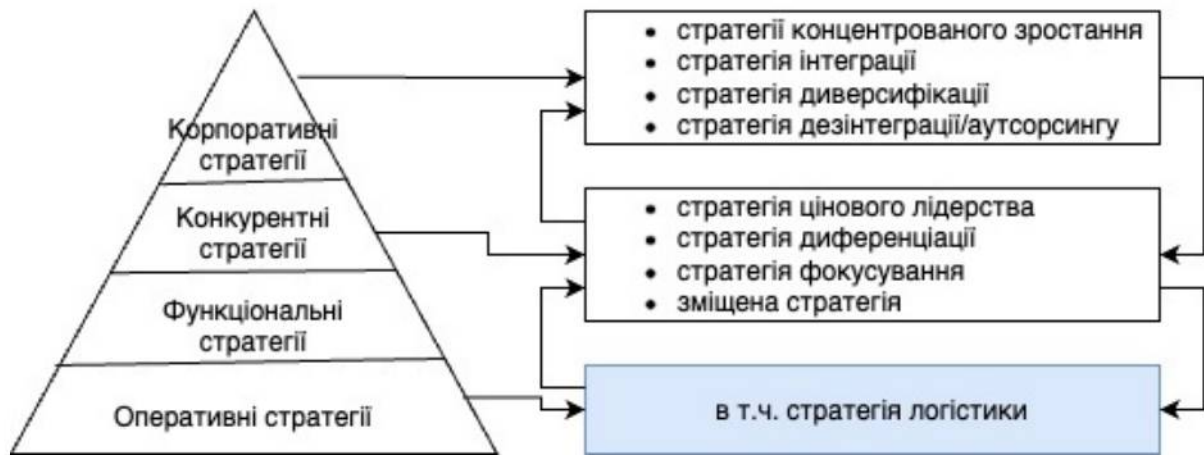 Корпоративні
стратегії
Конкурентні
стратегії
Функціональні
стратегії
Оперативні стратегії
• стратегії концентрованого зростання
• стратегія інтеграції
• стратегія диверсифікації
• стратегія дезінтеграції/аутсорсингу
• стратегія цінового лідерства
• стратегія диференціації
• стратегія фокусування
• зміщена стратегія
в т.ч. стратегія логістики